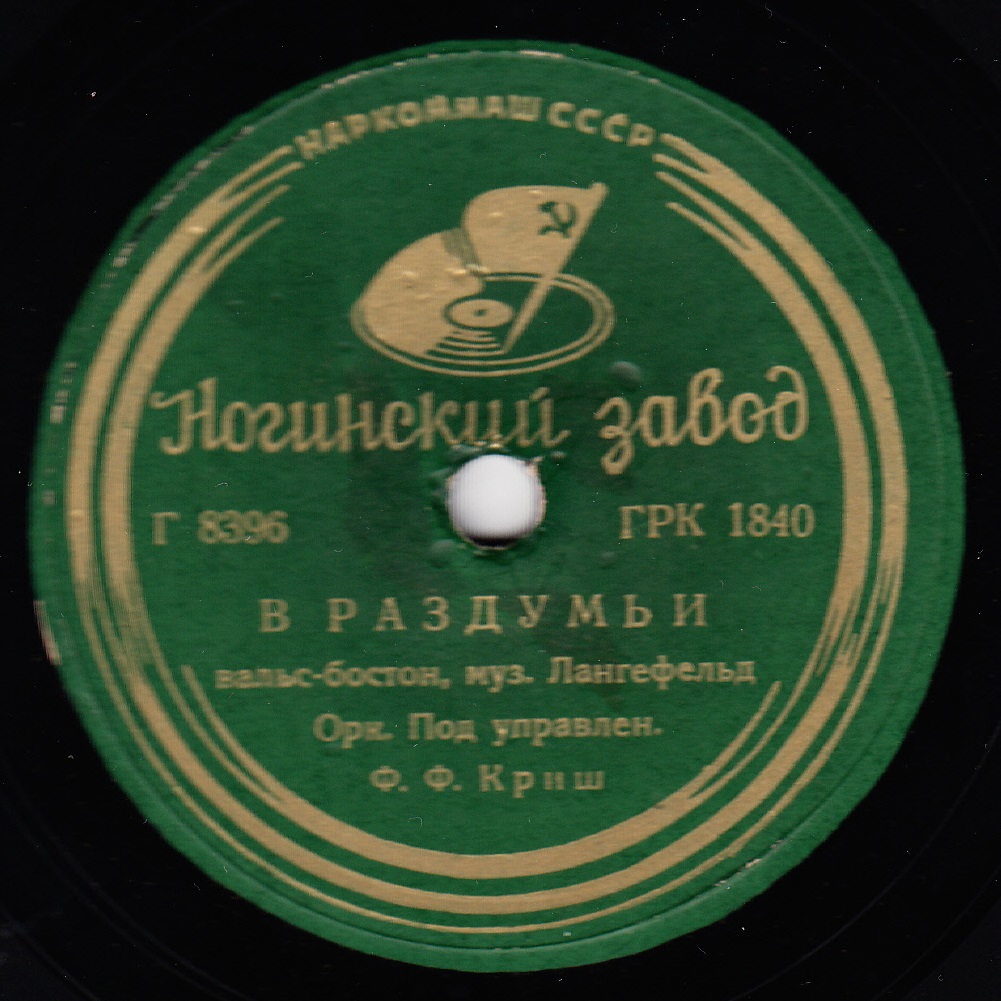 НАРКОММАШ СССР
Ногинский завод
Г 8396 ГРК 1840
В РАЗДУМЬИ
вальс-бостон, муз. Лангефельд
Орк. Под управлен.
Ф. Ф. Криш